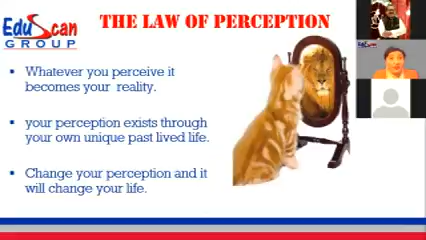 EduScan
GROUP
THE LAW OF PERCEPTION
Whatever you perceive it
becomes your reality.
your perception exists through
your own unique past lived life.
Change your perception and it
will change your life.